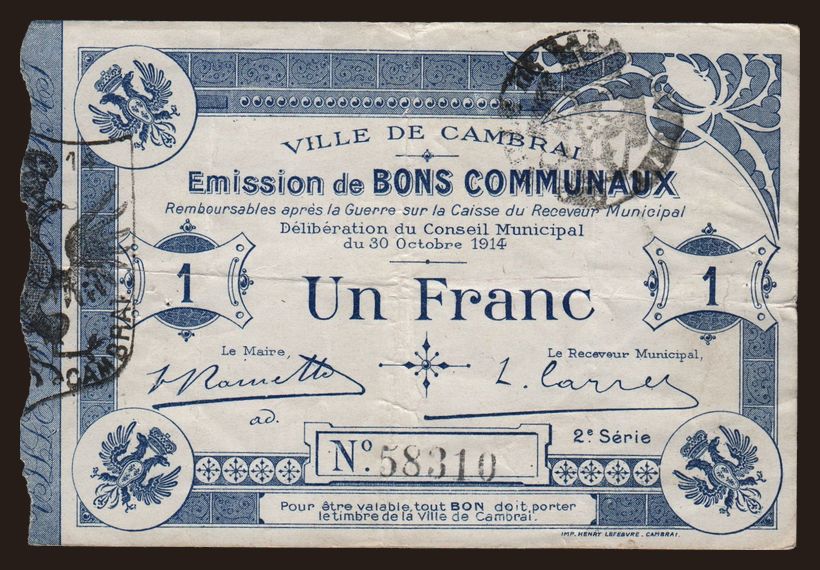 VILLE DE CAMBRAI
Emission de BONS COMMUNAUX
Remboursables après la Guerre sur la Caisse du Receveur Municipal
Délibération du Conseil Municipal
du 30 Octobre 1914
1 Un Franc 1
Le Maire, Le Receveur Municipal,
ad.
2e Série
No. 58310
Pour être valable, tout BON doit porter
le timbre de la Ville de Cambrai.
IMP. HENRY LEFEBVRE, CAMBRAI.
CAMBRAI